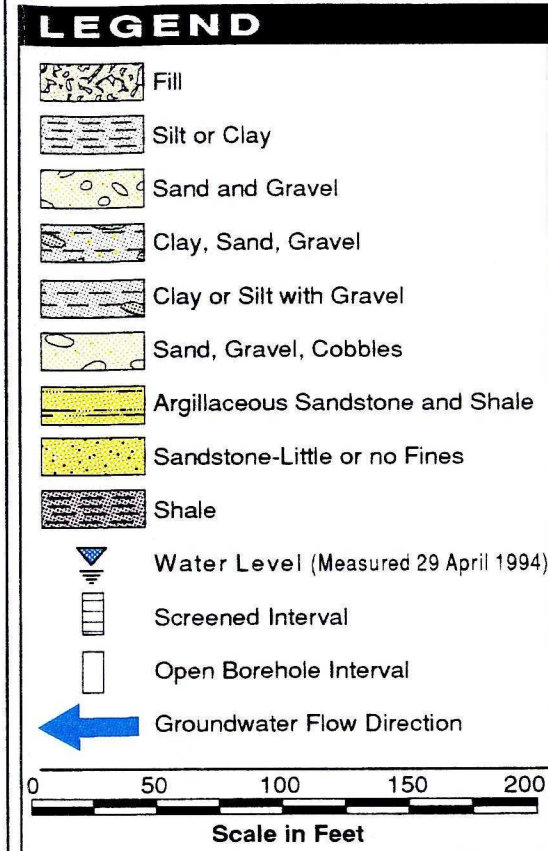 LEGEND
Fill
Silt or Clay
Sand and Gravel
Clay, Sand, Gravel
Clay or Silt with Gravel
Sand, Gravel, Cobbles
Argillaceous Sandstone and Shale
Sandstone-Little or no Fines
Shale
Water Level (Measured 29 April 1994)
Screened Interval
Open Borehole Interval
Groundwater Flow Direction
0 50 100 150 200
Scale in Feet